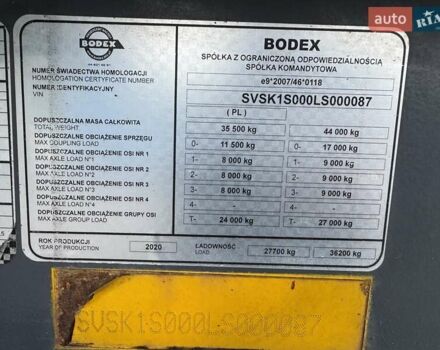 auto.RIA
BODEX
BODEX
SPÓŁKA Z OGRANICZONĄ ODPOWIEDZIALNOŚCIĄ
SPÓŁKA KOMANDYTOWA
NUMER ŚWIADECTWA HOMOLOGACJI
HOMOLOGATION CERTIFICATE NUMBER
e9*2007/46*0118
NUMER IDENTYFIKACYJNY
VIN
SVSK1S000LS000087
( PL )
DOPUSZCZALNA MASA CAŁKOWITA
TOTAL WEIGHT
35 500 kg 44 000 kg
DOPUSZCZALNE OBCIĄŻENIE SPRZĘGU
MAX COUPLING LOAD
0- 11 500 kg 0- 17 000 kg
DOPUSZCZALNE OBCIĄŻENIE OSI NR 1
MAX AXLE LOAD N°1
1- 8 000 kg 1- 9 000 kg
DOPUSZCZALNE OBCIĄŻENIE OSI NR 2
MAX AXLE LOAD N°2
2- 8 000 kg 2- 9 000 kg
DOPUSZCZALNE OBCIĄŻENIE OSI NR 3
MAX AXLE LOAD N°3
3- 8 000 kg 3- 9 000 kg
DOPUSZCZALNE OBCIĄŻENIE OSI NR 4
MAX AXLE LOAD N°4
4- 4-
DOPUSZCZALNE OBCIĄŻENIE GRUPY OSI
MAX AXLE GROUP LOAD
T- 24 000 kg T- 27 000 kg
ROK PRODUKCJI
YEAR OF PRODUCTION
2020
ŁADOWNOŚĆ
LOAD
27700 kg 36200 kg
SVSK1S000LS000087